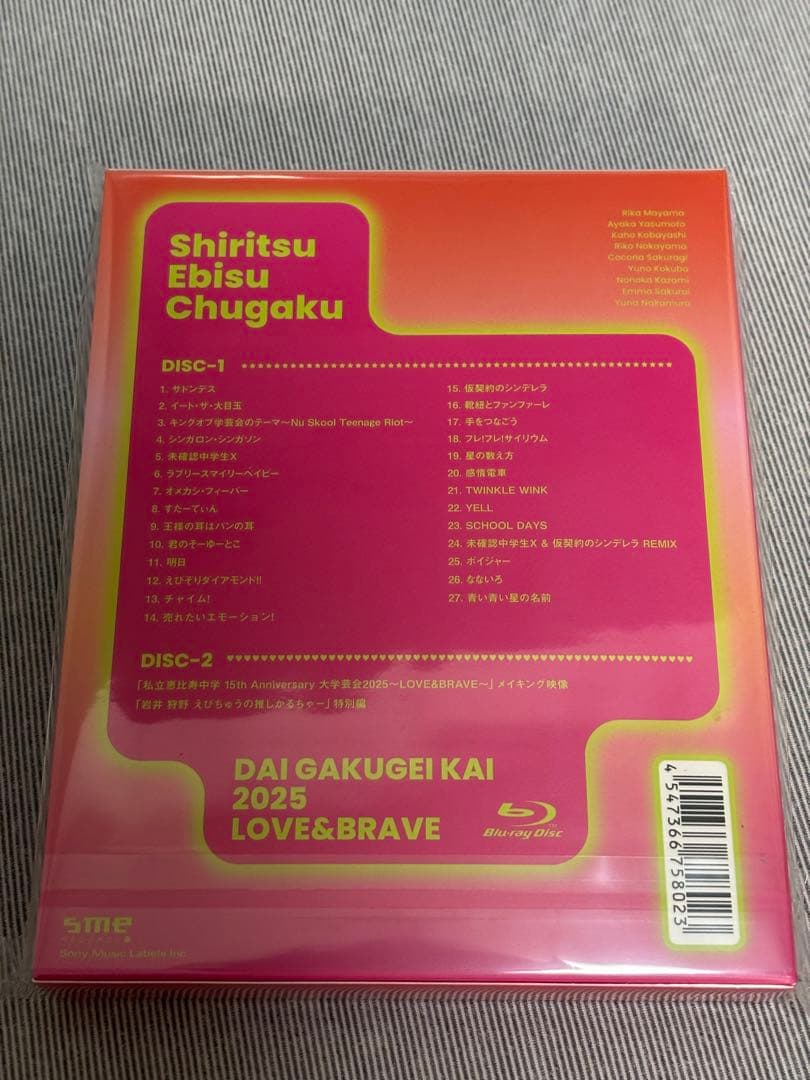 Shiritsu
Ebisu
Chugaku
Rika Mayama
Ayaka Yasumoto
Kaho Kobayashi
Riko Nakayama
Cocona Sakuragi
Yuno Kokubo
Nonoka Kazami
Emma Sakurai
Yuna Nakamura
DISC-1
1. サドンデス
2. イート・ザ・大目玉
3. キングオブ学芸会のテーマ〜Nu Skool Teenage Riot〜
4. シンガロン・シンガソン
5. 未確認中学生X
6. ラブリースマイリーベイビー
7. オメカシ・フィーバー
8. すたーてぃん
9. 王様の耳はパンの耳
10. 君のそーゆーとこ
11. 明日
12. えびぞりダイアモンド!!
13. チャイム!
14. 売れたいエモーション!
15. 仮契約のシンデレラ
16. 靴紐とファンファーレ
17. 手をつなごう
18. フレ!フレ!サイリウム
19. 星の数え方
20. 感情電車
21. TWINKLE WINK
22. YELL
23. SCHOOL DAYS
24. 未確認中学生X & 仮契約のシンデレラ REMIX
25. ボイジャー
26. なないろ
27. 青い青い星の名前
DISC-2
「私立恵比寿中学 15th Anniversary 大学芸会2025〜LOVE&BRAVE〜」メイキング映像
「岩井 狩野 えびちゅうの推しかるちゃー」特別編
DAI GAKUGEI KAI
2025
LOVE&BRAVE
Blu-ray Disc
4547366758023
sme
Sony Music Labels Inc.